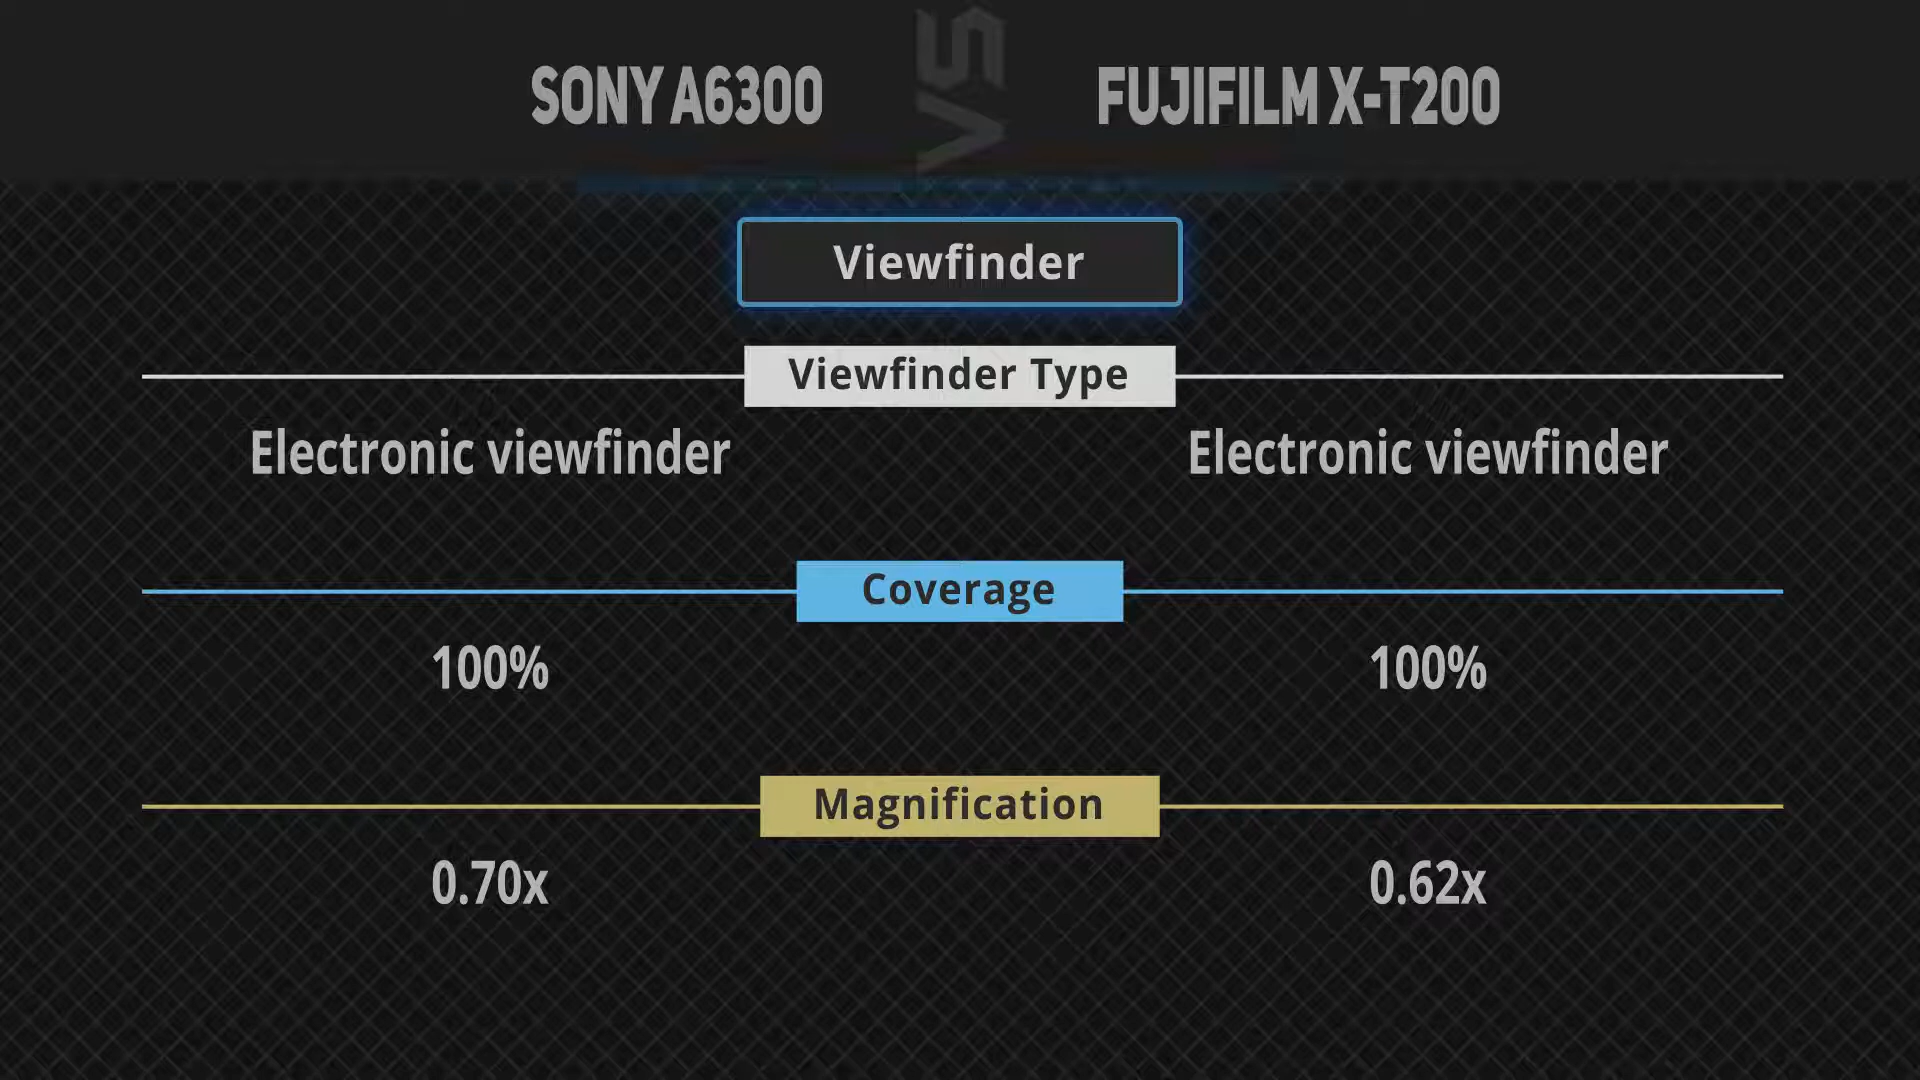 SONY A6300
VS
FUJIFILM X-T200
Viewfinder
Viewfinder Type
Electronic viewfinder
Electronic viewfinder
Coverage
100%
100%
Magnification
0.70x
0.62x